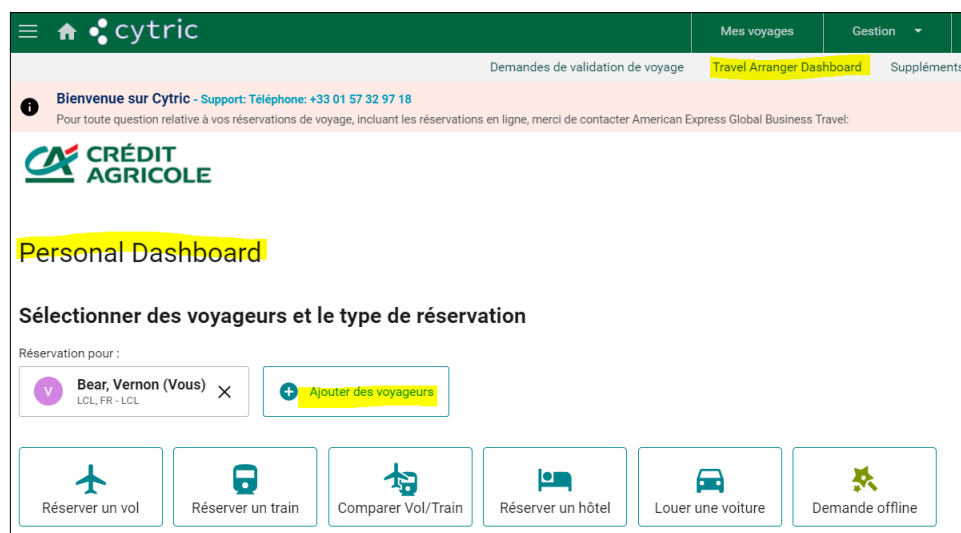 cytric
Mes voyages
Gestion
Demandes de validation de voyage
Travel Arranger Dashboard
Suppléments
Bienvenue sur Cytric - Support: Téléphone: +33 01 57 32 97 18
Pour toute question relative à vos réservations de voyage, incluant les réservations en ligne, merci de contacter American Express Global Business Travel:
CRÉDIT
AGRICOLE
Personal Dashboard
Sélectionner des voyageurs et le type de réservation
Réservation pour :
V
Bear, Vernon (Vous)
LCL, FR - LCL
Ajouter des voyageurs
Réserver un vol
Réserver un train
Comparer Vol/Train
Réserver un hôtel
Louer une voiture
Demande offline